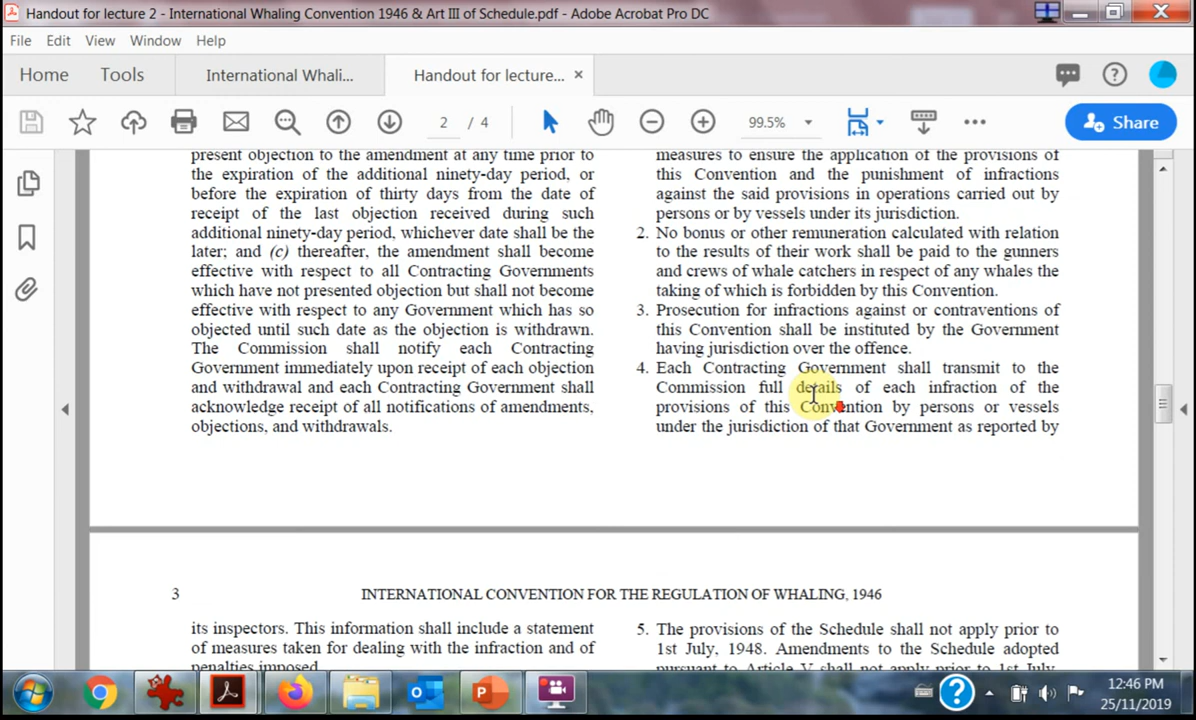 Handout for lecture 2 - International Whaling Convention 1946 & Art III of Schedule.pdf - Adobe Acrobat Pro DC
File Edit View Window Help
Home Tools International Whali... Handout for lecture... ×
2 / 4 99.5% Share
present objection to the amendment at any time prior to
the expiration of the additional ninety-day period, or
before the expiration of thirty days from the date of
receipt of the last objection received during such
additional ninety-day period, whichever date shall be the
later; and (c) thereafter, the amendment shall become
effective with respect to all Contracting Governments
which have not presented objection but shall not become
effective with respect to any Government which has so
objected until such date as the objection is withdrawn.
The Commission shall notify each Contracting
Government immediately upon receipt of each objection
and withdrawal and each Contracting Government shall
acknowledge receipt of all notifications of amendments,
objections, and withdrawals.
measures to ensure the application of the provisions of
this Convention and the punishment of infractions
against the said provisions in operations carried out by
persons or by vessels under its jurisdiction.
2. No bonus or other remuneration calculated with relation
to the results of their work shall be paid to the gunners
and crews of whale catchers in respect of any whales the
taking of which is forbidden by this Convention.
3. Prosecution for infractions against or contraventions of
this Convention shall be instituted by the Government
having jurisdiction over the offence.
4. Each Contracting Government shall transmit to the
Commission full details of each infraction of the
provisions of this Convention by persons or vessels
under the jurisdiction of that Government as reported by
3 INTERNATIONAL CONVENTION FOR THE REGULATION OF WHALING, 1946
its inspectors. This information shall include a statement
of measures taken for dealing with the infraction and of
penalties imposed.
5. The provisions of the Schedule shall not apply prior to
1st July, 1948. Amendments to the Schedule adopted
pursuant to Article V shall not apply prior to 1st July,
12:46 PM
25/11/2019